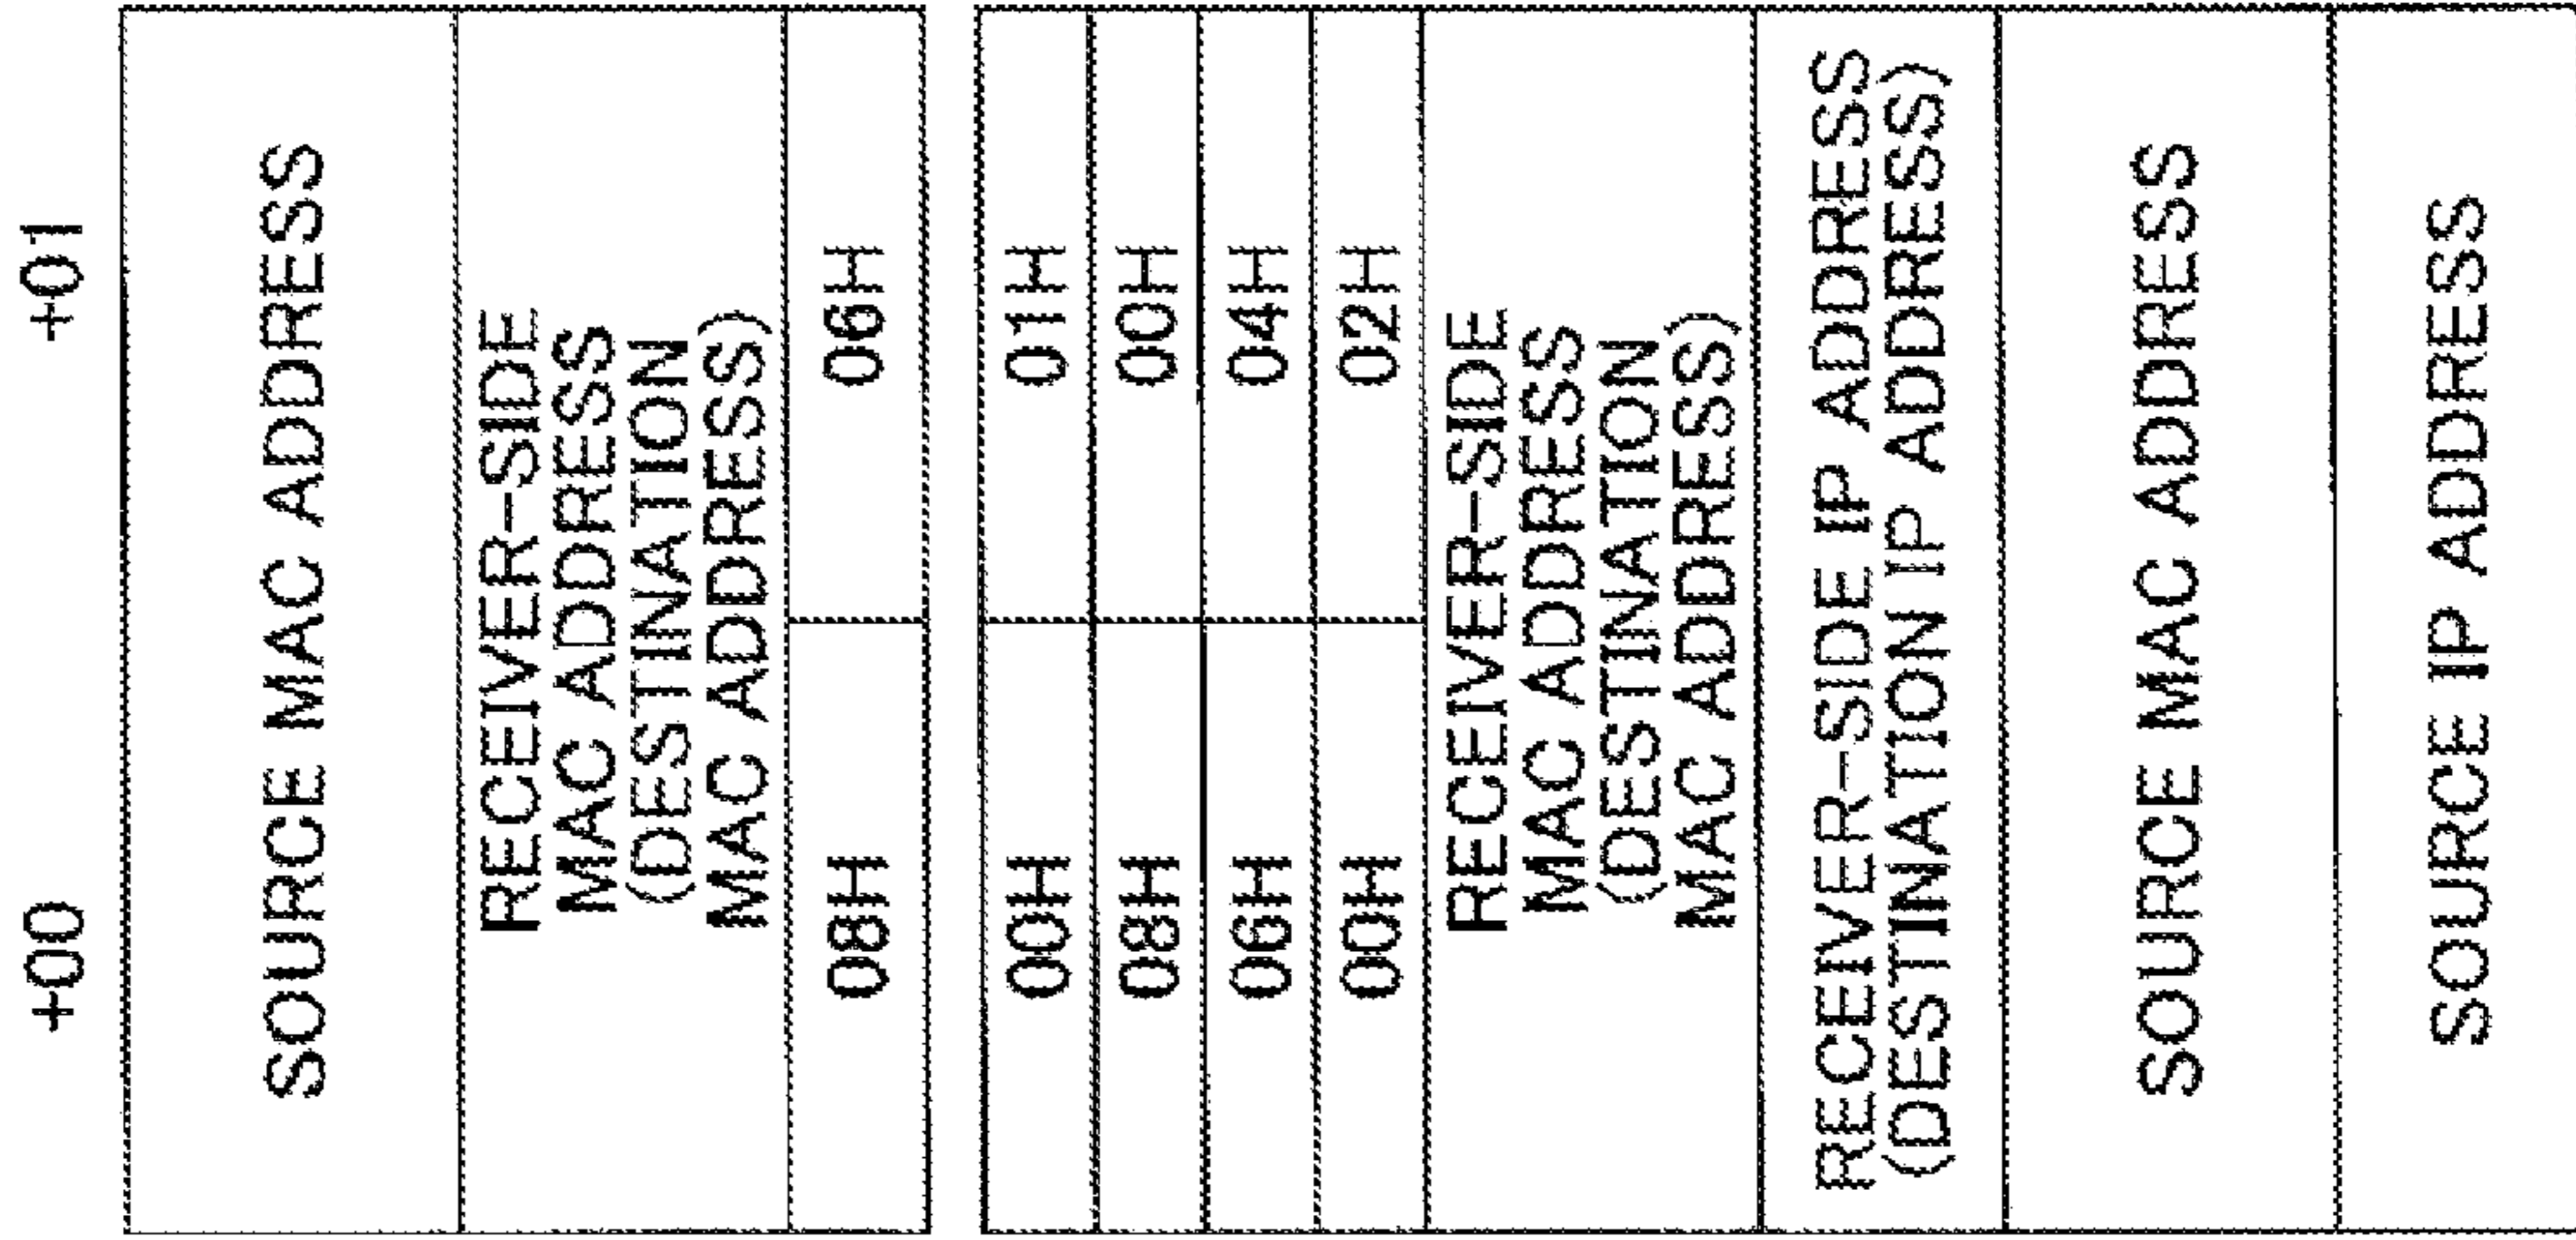 +00 +01
SOURCE MAC ADDRESS
RECEIVER-SIDE
MAC ADDRESS
(DESTINATION
MAC ADDRESS)
08H 06H
00H 01H
08H 00H
06H 04H
00H 02H
RECEIVER-SIDE
MAC ADDRESS
(DESTINATION
MAC ADDRESS)
RECEIVER-SIDE IP ADDRESS
(DESTINATION IP ADDRESS)
SOURCE MAC ADDRESS
SOURCE IP ADDRESS